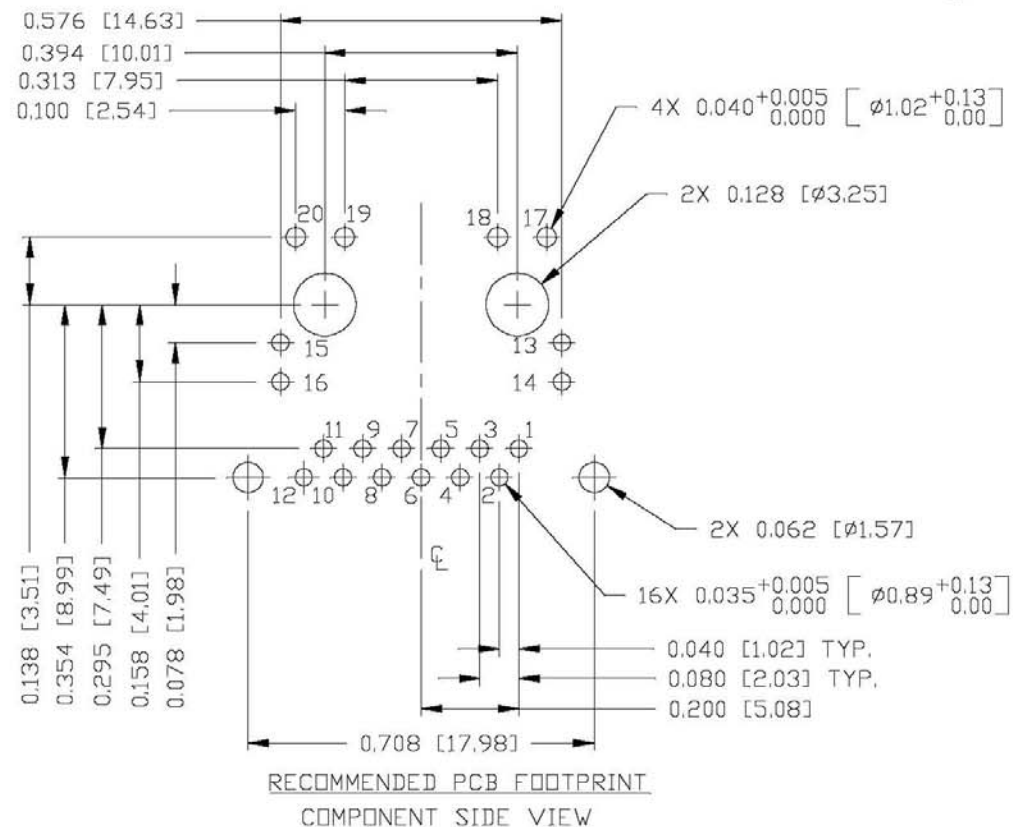 0.576 [14.63]
0.394 [10.01]
0.313 [7.95]
0.100 [2.54]
4X 0.040 +0.005 0.000 [ ø1.02 +0.13 0.00 ]
2X 0.128 [ø3.25]
20 19 18 17
15 13
16 14
11 9 7 5 3 1
12 10 8 6 4 2
2X 0.062 [ø1.57]
℄
16X 0.035 +0.005 0.000 [ ø0.89 +0.13 0.00 ]
0.138 [3.51]
0.354 [8.99]
0.295 [7.49]
0.158 [4.01]
0.078 [1.98]
0.040 [1.02] TYP.
0.080 [2.03] TYP.
0.200 [5.08]
0.708 [17.98]
RECOMMENDED PCB FOOTPRINT
COMPONENT SIDE VIEW